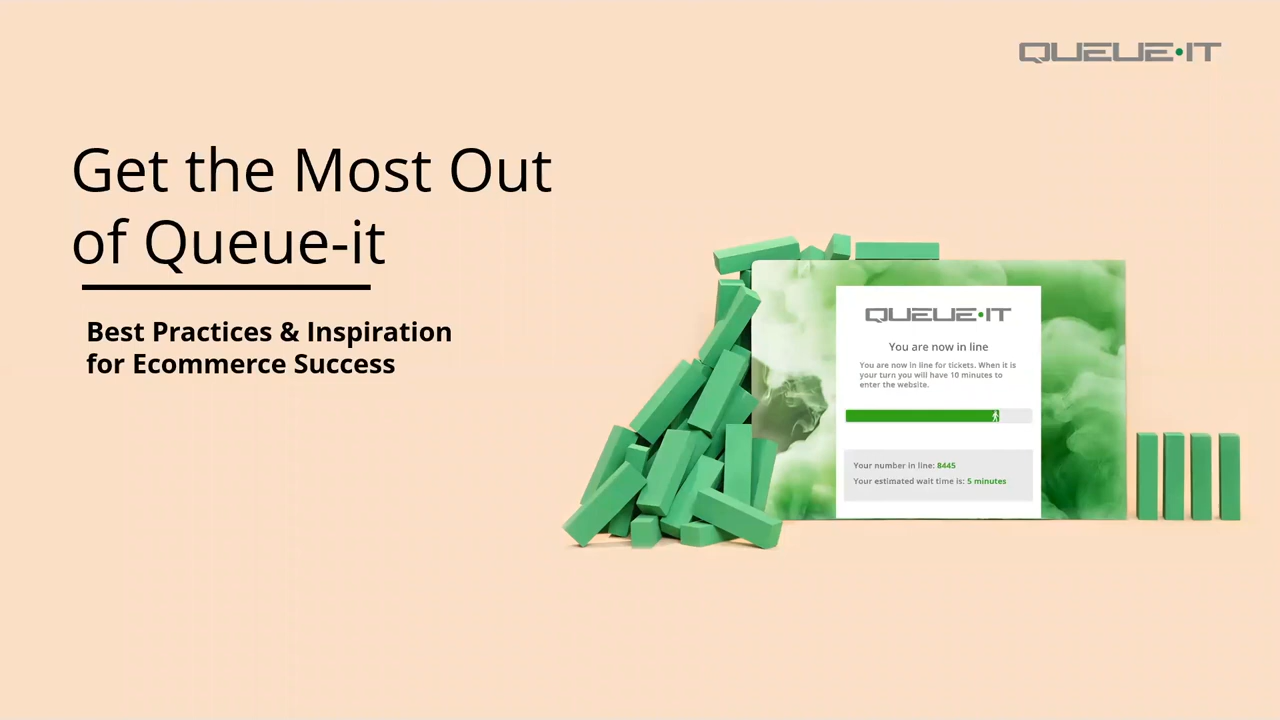 QUEUE·IT
Get the Most Out
of Queue-it
Best Practices & Inspiration
for Ecommerce Success
QUEUE·IT
You are now in line
You are now in line for tickets. When it is
your turn you will have 10 minutes to
enter the website.
Your number in line: 8445
Your estimated wait time is: 5 minutes